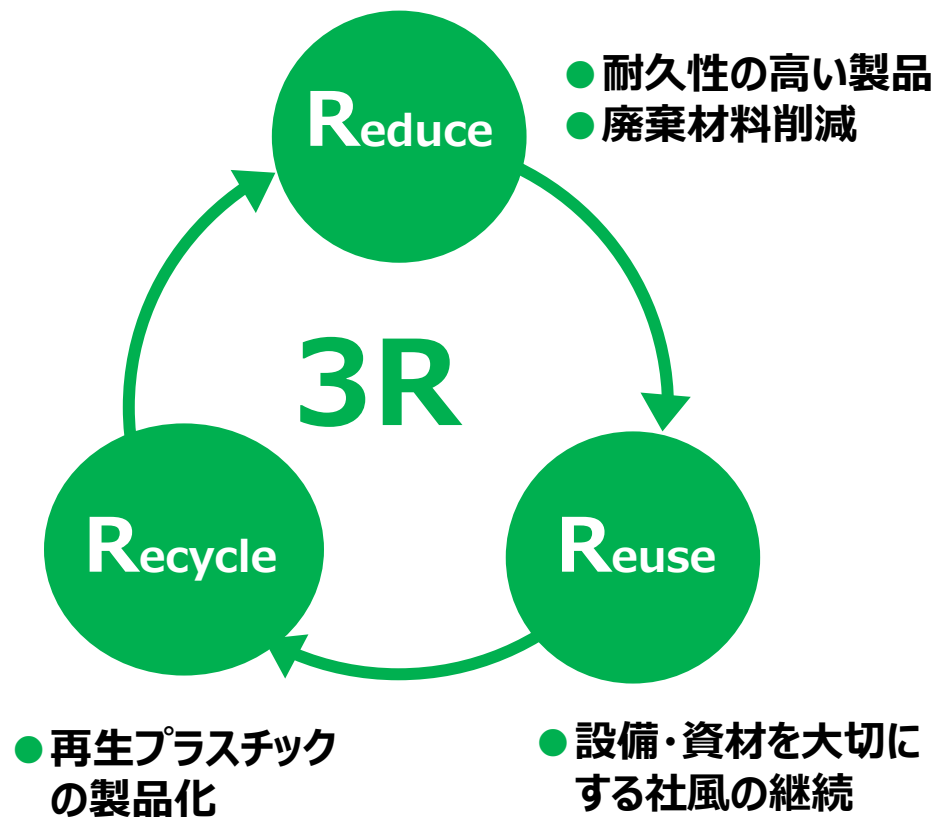 Reduce
●耐久性の高い製品
●廃棄材料削減
3R
Recycle
Reuse
●再生プラスチック
の製品化
●設備・資材を大切に
する社風の継続